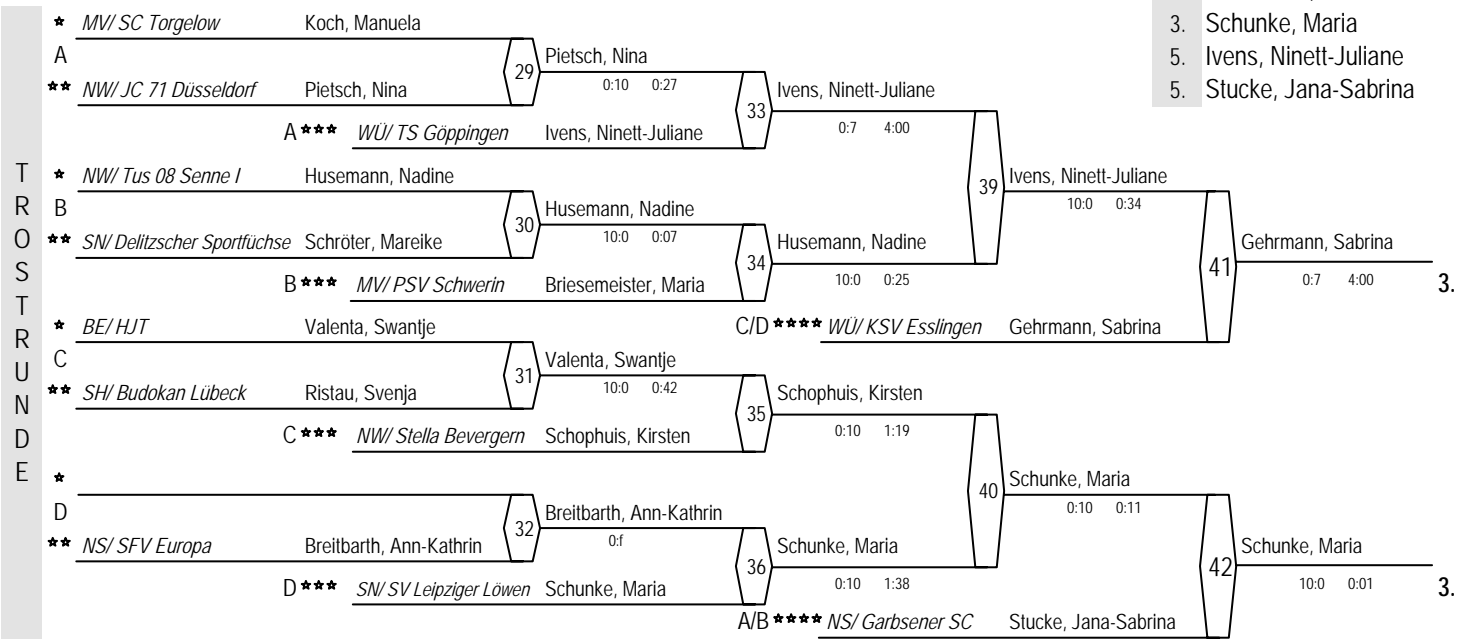 3. Schunke, Maria
5. Ivens, Ninett-Juliane
5. Stucke, Jana-Sabrina
TROSTRUNDE
* MV/ SC Torgelow Koch, Manuela
A
** NW/ JC 71 Düsseldorf Pietsch, Nina
29
Pietsch, Nina
0:10 0:27
A *** WÜ/ TS Göppingen Ivens, Ninett-Juliane
33
Ivens, Ninett-Juliane
0:7 4:00
* NW/ Tus 08 Senne I Husemann, Nadine
B
** SN/ Delitzscher Sportfüchse Schröter, Mareike
30
Husemann, Nadine
10:0 0:07
B *** MV/ PSV Schwerin Briesemeister, Maria
34
Husemann, Nadine
10:0 0:25
39
Ivens, Ninett-Juliane
10:0 0:34
C/D **** WÜ/ KSV Esslingen Gehrmann, Sabrina
41
Gehrmann, Sabrina
0:7 4:00
3.
* BE/ HJT Valenta, Swantje
C
** SH/ Budokan Lübeck Ristau, Svenja
31
Valenta, Swantje
10:0 0:42
C *** NW/ Stella Bevergern Schophuis, Kirsten
35
Schophuis, Kirsten
0:10 1:19
*
D
** NS/ SFV Europa Breitbarth, Ann-Kathrin
32
Breitbarth, Ann-Kathrin
0:f
D *** SN/ SV Leipziger Löwen Schunke, Maria
36
Schunke, Maria
0:10 1:38
40
Schunke, Maria
0:10 0:11
A/B **** NS/ Garbsener SC Stucke, Jana-Sabrina
42
Schunke, Maria
10:0 0:01
3.